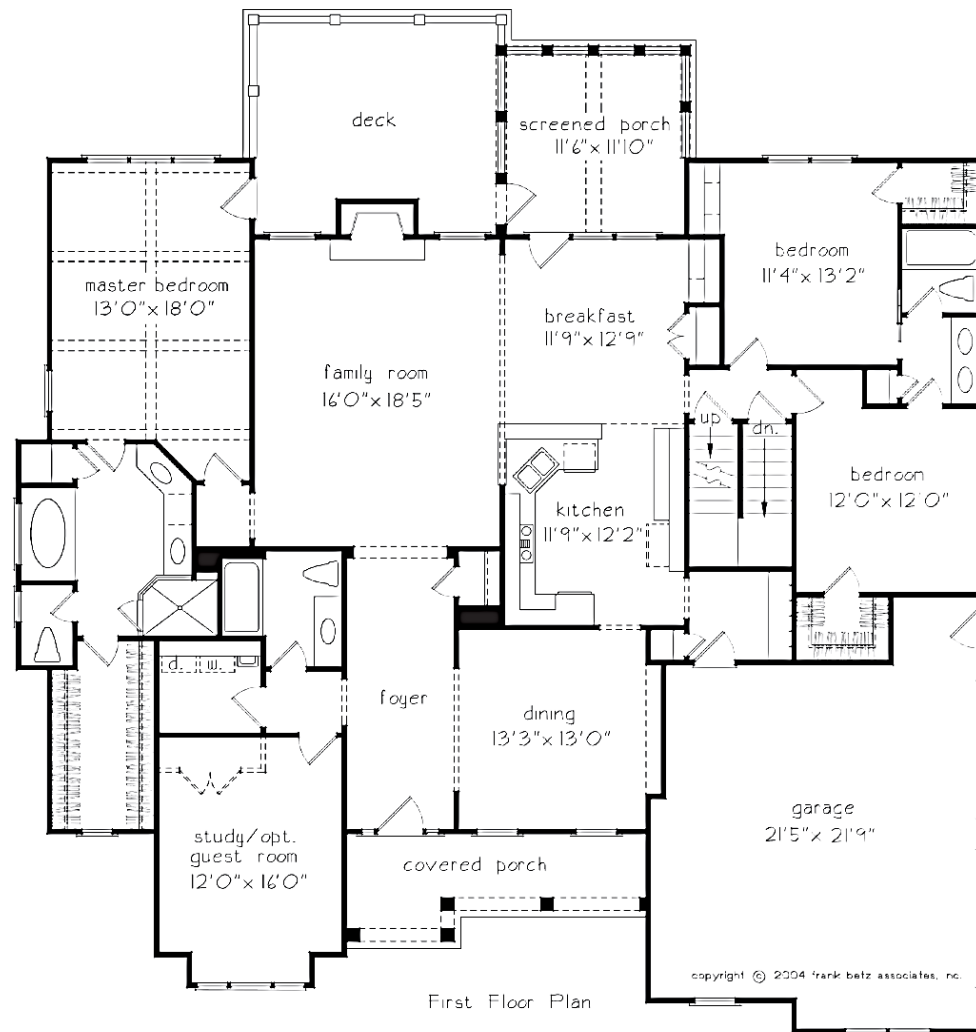 deck
screened porch
11'6" x 11'10"
master bedroom
13'0" x 18'0"
bedroom
11'4" x 13'2"
breakfast
11'9" x 12'9"
family room
16'0" x 18'5"
up
dn.
bedroom
12'0" x 12'0"
kitchen
11'9" x 12'2"
d. w.
foyer
dining
13'3" x 13'0"
study/opt.
guest room
12'0" x 16'0"
covered porch
garage
21'5" x 21'9"
copyright © 2004 frank betz associates, inc.
First Floor Plan